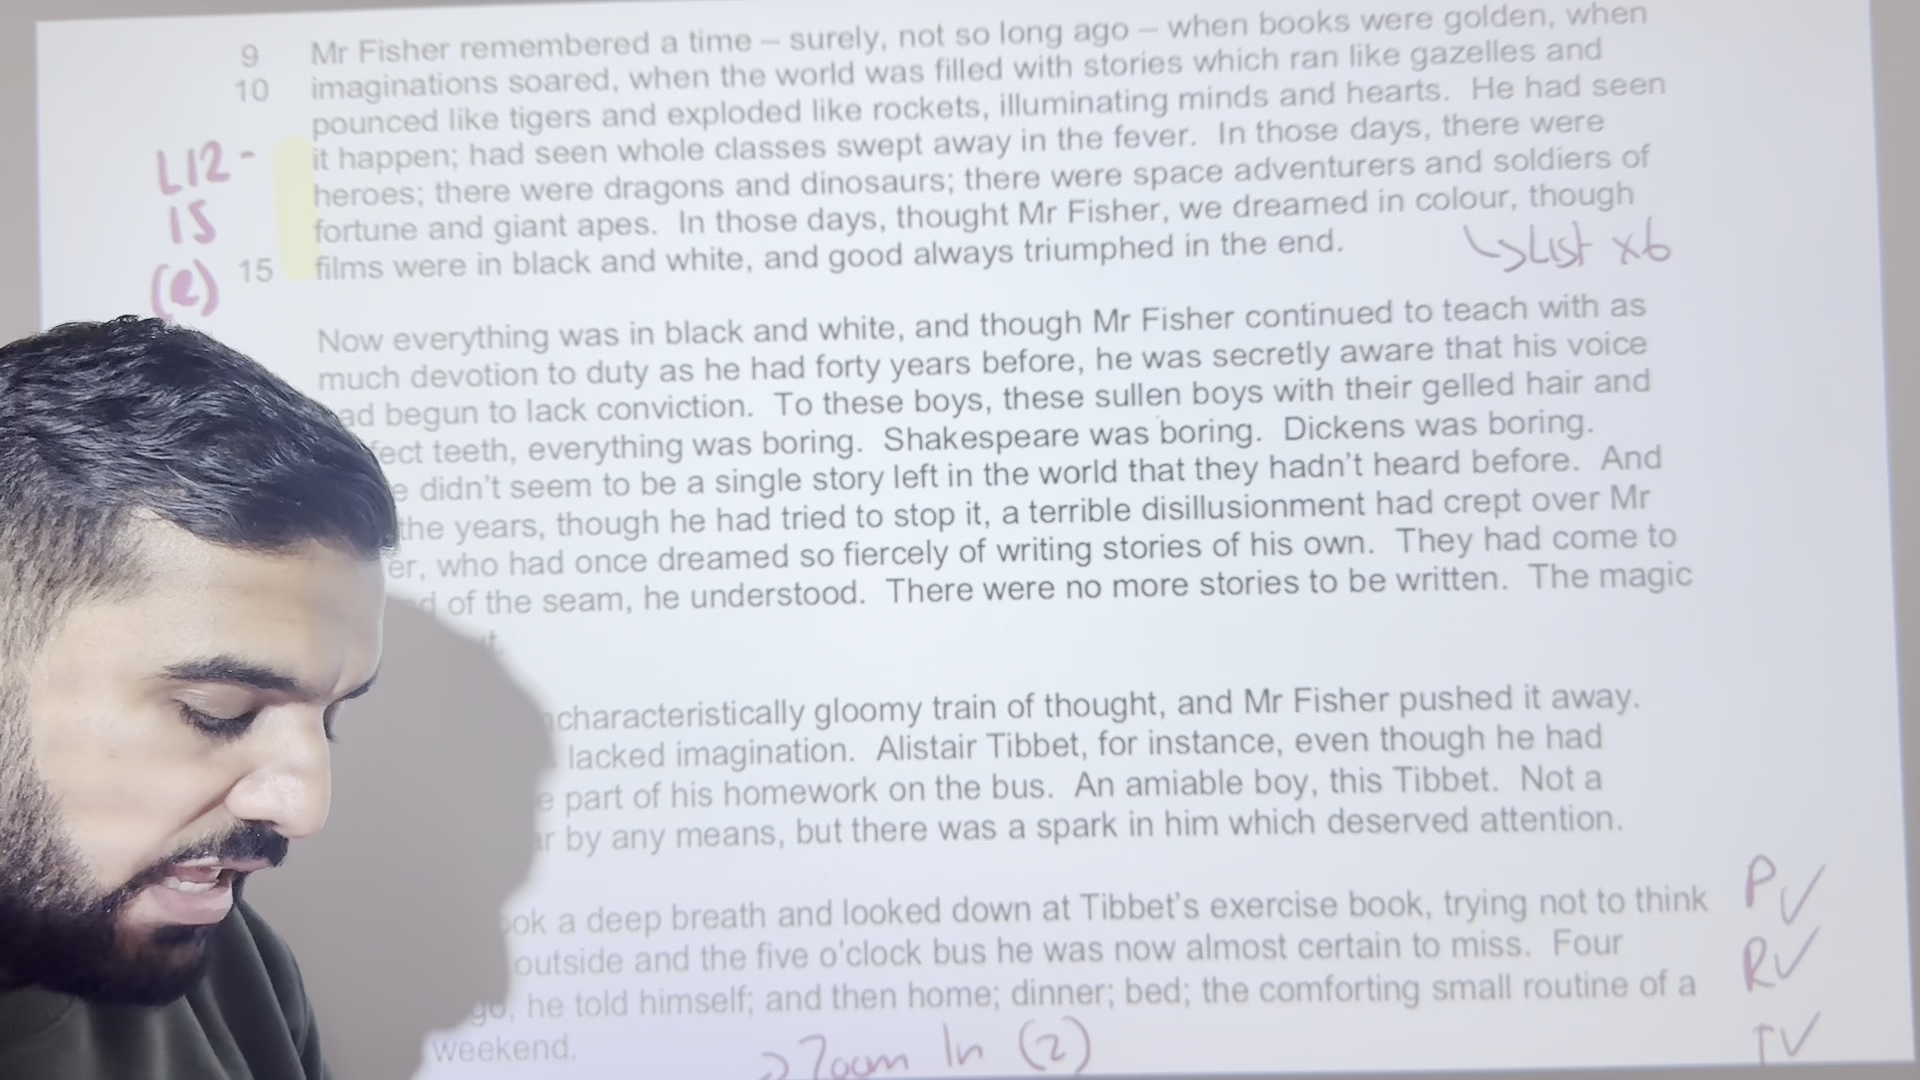 9 Mr Fisher remembered a time – surely, not so long ago – when books were golden, when
10 imaginations soared, when the world was filled with stories which ran like gazelles and
pounced like tigers and exploded like rockets, illuminating minds and hearts. He had seen
L12 - it happen; had seen whole classes swept away in the fever. In those days, there were
heroes; there were dragons and dinosaurs; there were space adventurers and soldiers of
15 fortune and giant apes. In those days, thought Mr Fisher, we dreamed in colour, though
(e) 15 films were in black and white, and good always triumphed in the end.
List x6
Now everything was in black and white, and though Mr Fisher continued to teach with as
much devotion to duty as he had forty years before, he was secretly aware that his voice
ad begun to lack conviction. To these boys, these sullen boys with their gelled hair and
fect teeth, everything was boring. Shakespeare was boring. Dickens was boring.
e didn't seem to be a single story left in the world that they hadn't heard before. And
the years, though he had tried to stop it, a terrible disillusionment had crept over Mr
er, who had once dreamed so fiercely of writing stories of his own. They had come to
d of the seam, he understood. There were no more stories to be written. The magic
t.
characteristically gloomy train of thought, and Mr Fisher pushed it away.
lacked imagination. Alistair Tibbet, for instance, even though he had
e part of his homework on the bus. An amiable boy, this Tibbet. Not a
r by any means, but there was a spark in him which deserved attention.
P✓
ok a deep breath and looked down at Tibbet's exercise book, trying not to think
outside and the five o'clock bus he was now almost certain to miss. Four
R✓
go, he told himself; and then home; dinner; bed; the comforting small routine of a
weekend.
Zoom In (2)
T✓